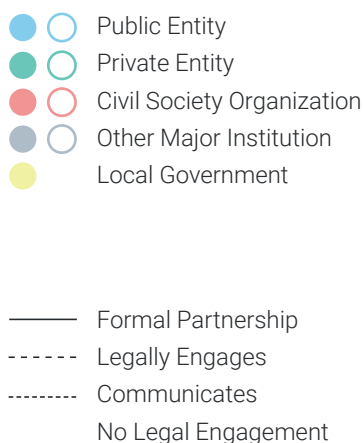 Public Entity
Private Entity
Civil Society Organization
Other Major Institution
Local Government
Formal Partnership
Legally Engages
Communicates
No Legal Engagement